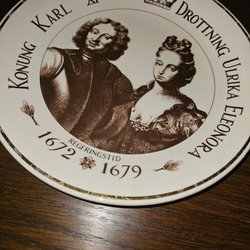 KONUNG KARL XI
DROTTNING ULRIKA ELEONORA
REGERINGSTID
1672 1679